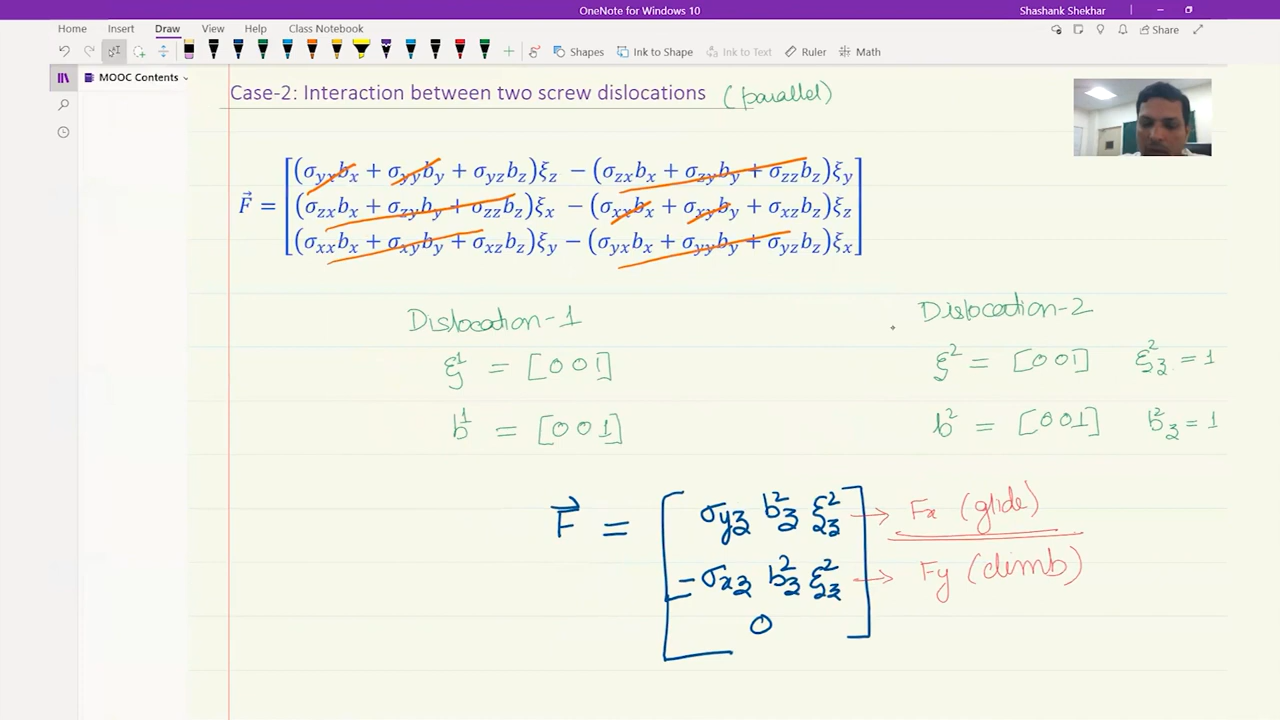 OneNote for Windows 10
Shashank Shekhar
Home Insert Draw View Help Class Notebook
Share
Shapes Ink to Shape Ink to Text Ruler Math
MOOC Contents
Case-2: Interaction between two screw dislocations (parallel)
(σyxbx + σyyby + σyzbz)ξz − (σzxbx + σzyby + σzzbz)ξy
F⃗ = (σzxbx + σzyby + σzzbz)ξx − (σxxbx + σxyby + σxzbz)ξz
(σxxbx + σxyby + σxzbz)ξy − (σyxbx + σyyby + σyzbz)ξx
Dislocation-1
ξ¹ = [001]
b¹ = [001]
Dislocation-2
ξ² = [001] ξ²z = 1
b² = [001] b²z = 1
F⃗ = [ σyz b²z ξ²z → Fx (glide)
−σxz b²z ξ²z → Fy (climb)
0 ]